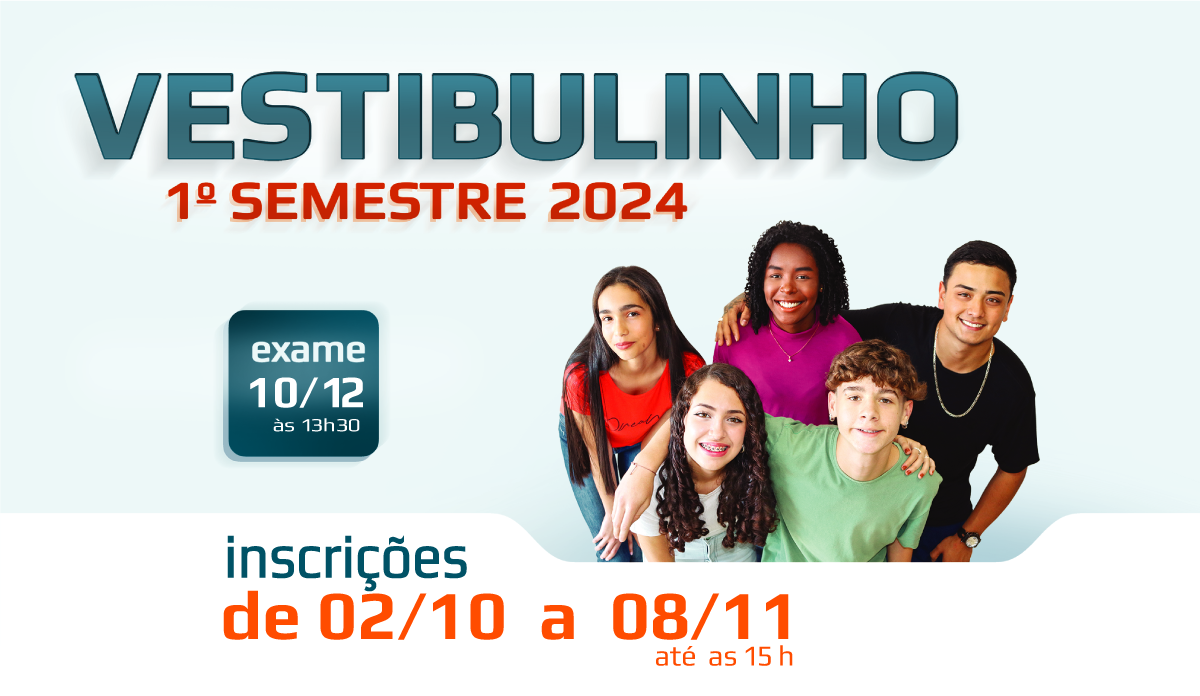 VESTIBULINHO
1º SEMESTRE 2024
exame
10/12
às 13h30
inscrições
de 02/10 a 08/11
até as 15 h